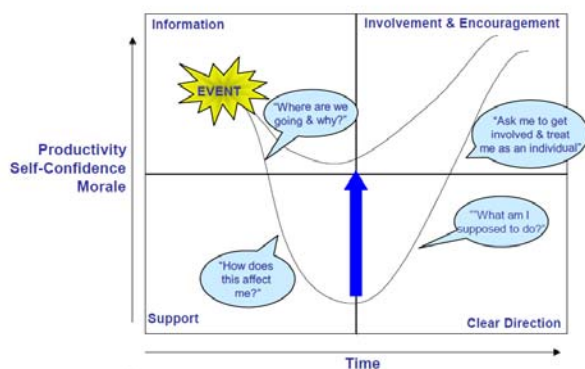 Information
Involvement & Encouragement
EVENT
"Where are we
going & why?"
"Ask me to get
involved & treat
me as an individual"
Productivity
Self-Confidence
Morale
""What am I
supposed to do?"
"How does
this affect
me?"
Support
Clear Direction
Time